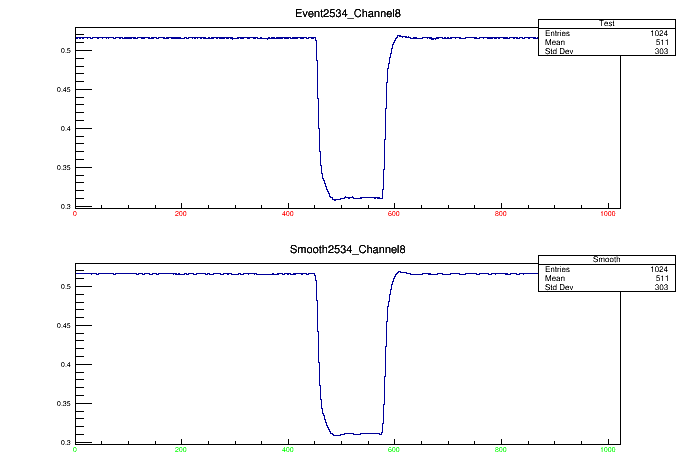 Event2534_Channel8
Test
Entries 1024
Mean 511
Std Dev 303
0.5
0.45
0.4
0.35
0.3
0 200 400 600 800 1000
Smooth2534_Channel8
Smooth
Entries 1024
Mean 511
Std Dev 303
0.5
0.45
0.4
0.35
0.3
0 200 400 600 800 1000